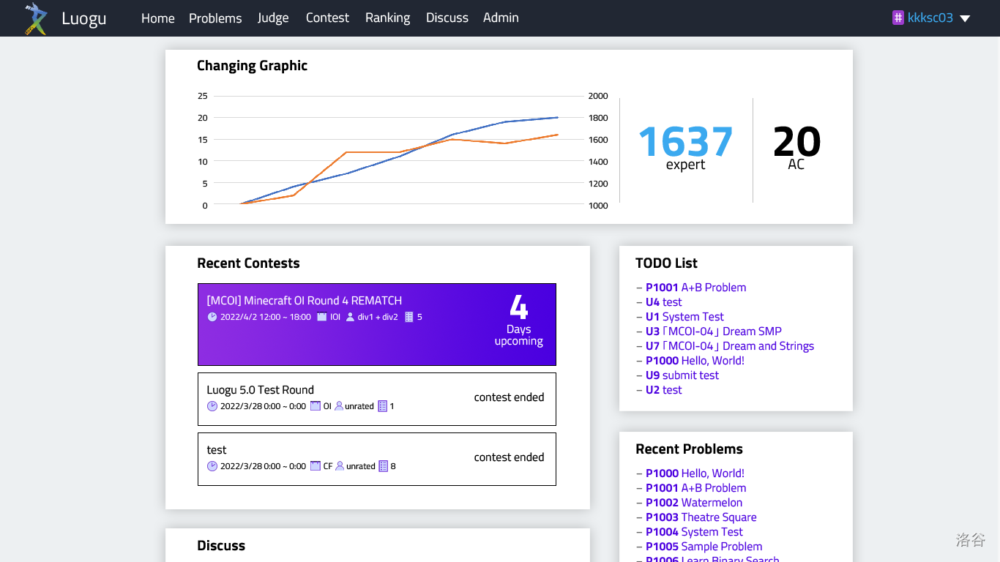 Luogu Home Problems Judge Contest Ranking Discuss Admin # kkksc03
Changing Graphic
25 2000
20 1800
15 1600
10 1400
5 1200
0 1000
1637
expert
20
AC
Recent Contests
[MCOI] Minecraft OI Round 4 REMATCH
2022/4/2 12:00 ~ 18:00 IOI div1 + div2 5
4
Days
upcoming
Luogu 5.0 Test Round
2022/3/28 0:00 ~ 0:00 OI unrated 1
contest ended
test
2022/3/28 0:00 ~ 0:00 CF unrated 8
contest ended
Discuss
TODO List
– P1001 A+B Problem
– U4 test
– U1 System Test
– U3「MCOI-04」Dream SMP
– U7「MCOI-04」Dream and Strings
– P1000 Hello, World!
– U9 submit test
– U2 test
Recent Problems
– P1000 Hello, World!
– P1001 A+B Problem
– P1002 Watermelon
– P1003 Theatre Square
– P1004 System Test
– P1005 Sample Problem
– P1006 Learn Binary Search
洛谷